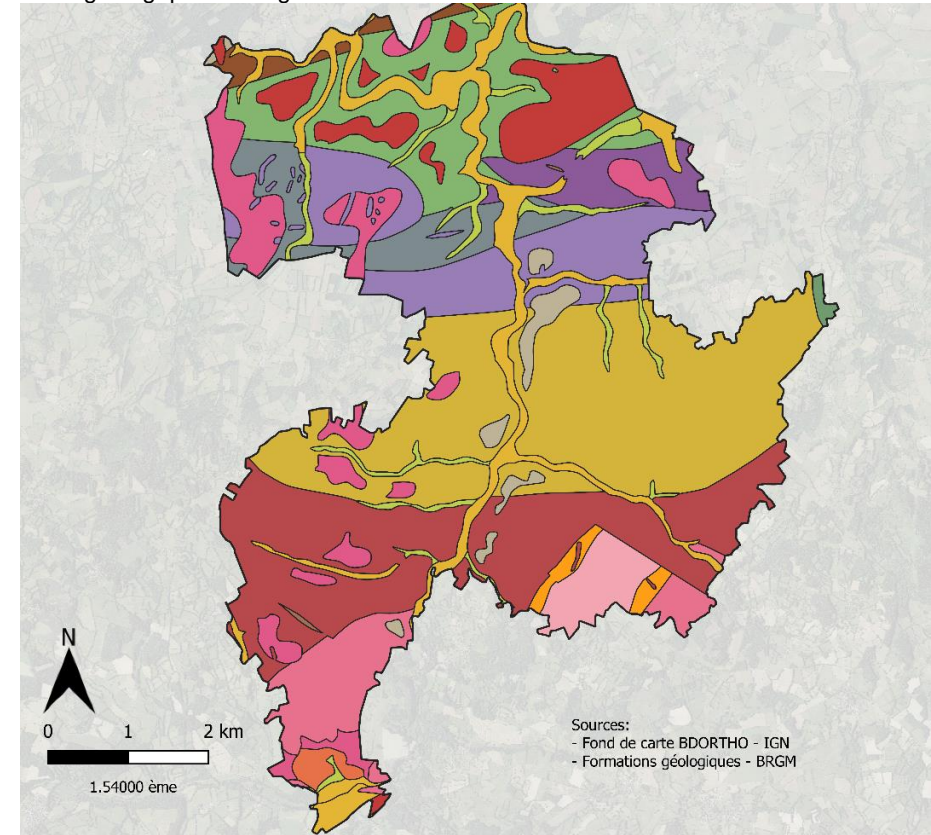 N
0 1 2 km
1.54000 ème
Sources:
- Fond de carte BDORTHO - IGN
- Formations géologiques - BRGM